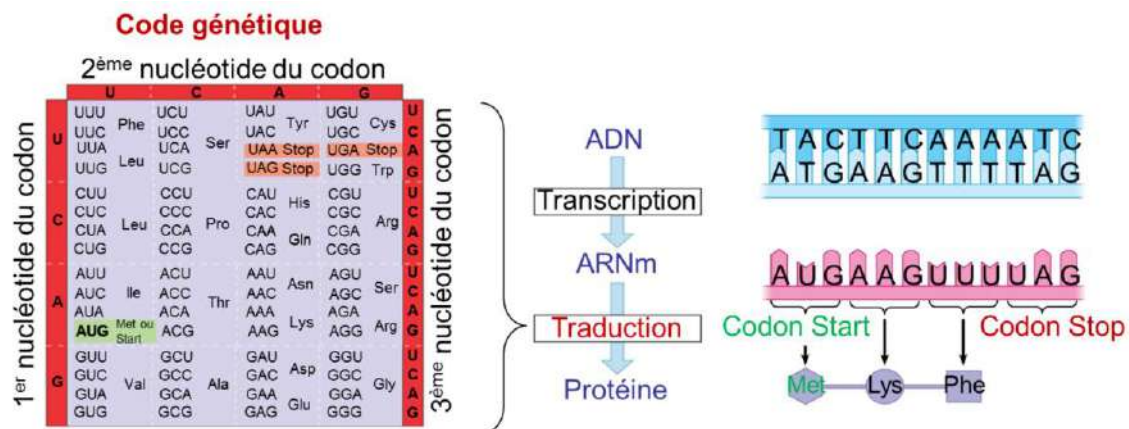 Code génétique
2ème nucléotide du codon
U C A G
1er nucléotide du codon
3ème nucléotide du codon
U
UUU UCU UAU UGU U
Phe Tyr Cys
UUC UCC UAC UGC C
Ser
UUA UCA UAA Stop UGA Stop A
Leu
UUG UCG UAG Stop UGG Trp G
C
CUU CCU CAU CGU U
His
CUC CCC CAC CGC C
Leu Pro Arg
CUA CCA CAA CGA A
Gln
CUG CCG CAG CGG G
A
AUU ACU AAU AGU U
Asn Ser
AUC Ile ACC AAC AGC C
Thr
AUA ACA AAA AGA A
Lys Arg
AUG Met ou Start ACG AAG AGG G
G
GUU GCU GAU GGU U
Asp
GUC GCC GAC GGC C
Val Ala Gly
GUA GCA GAA GGA A
Glu
GUG GCG GAG GGG G
ADN
Transcription
ARNm
Traduction
Protéine
TACTTCAAAATC
ATGAAGTTTTAG
AUGAAGUUUUAG
Codon Start Codon Stop
Met Lys Phe